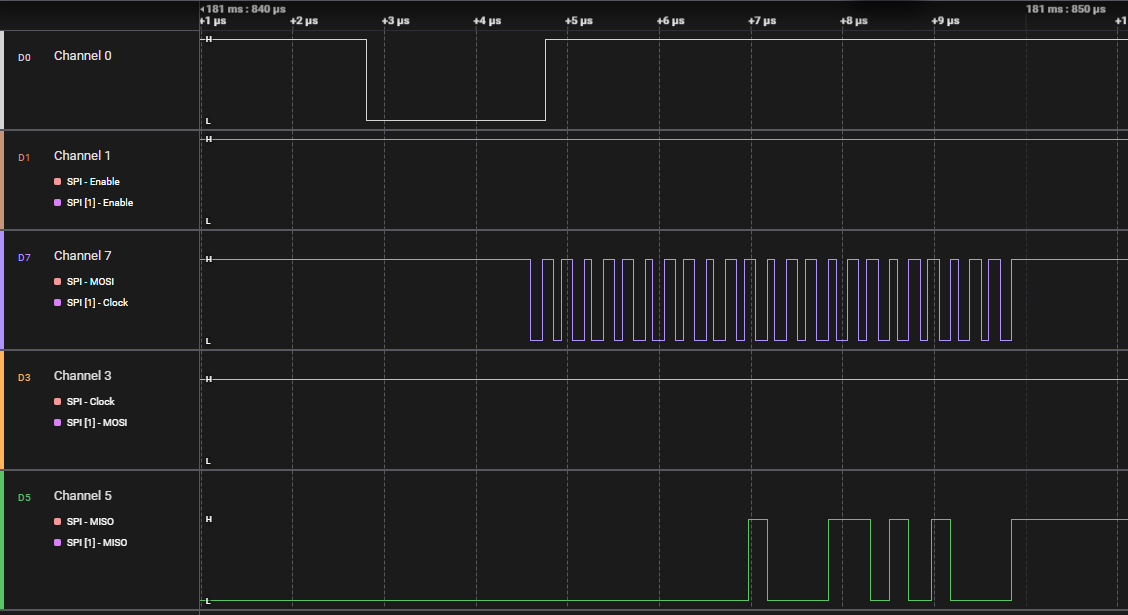 181 ms : 840 µs 181 ms : 850 µs
+1 µs +2 µs +3 µs +4 µs +5 µs +6 µs +7 µs +8 µs +9 µs +1
D0 Channel 0
H
L
D1 Channel 1
SPI - Enable
SPI [1] - Enable
H
L
D7 Channel 7
SPI - MOSI
SPI [1] - Clock
H
L
D3 Channel 3
SPI - Clock
SPI [1] - MOSI
H
L
D5 Channel 5
SPI - MISO
SPI [1] - MISO
H
L